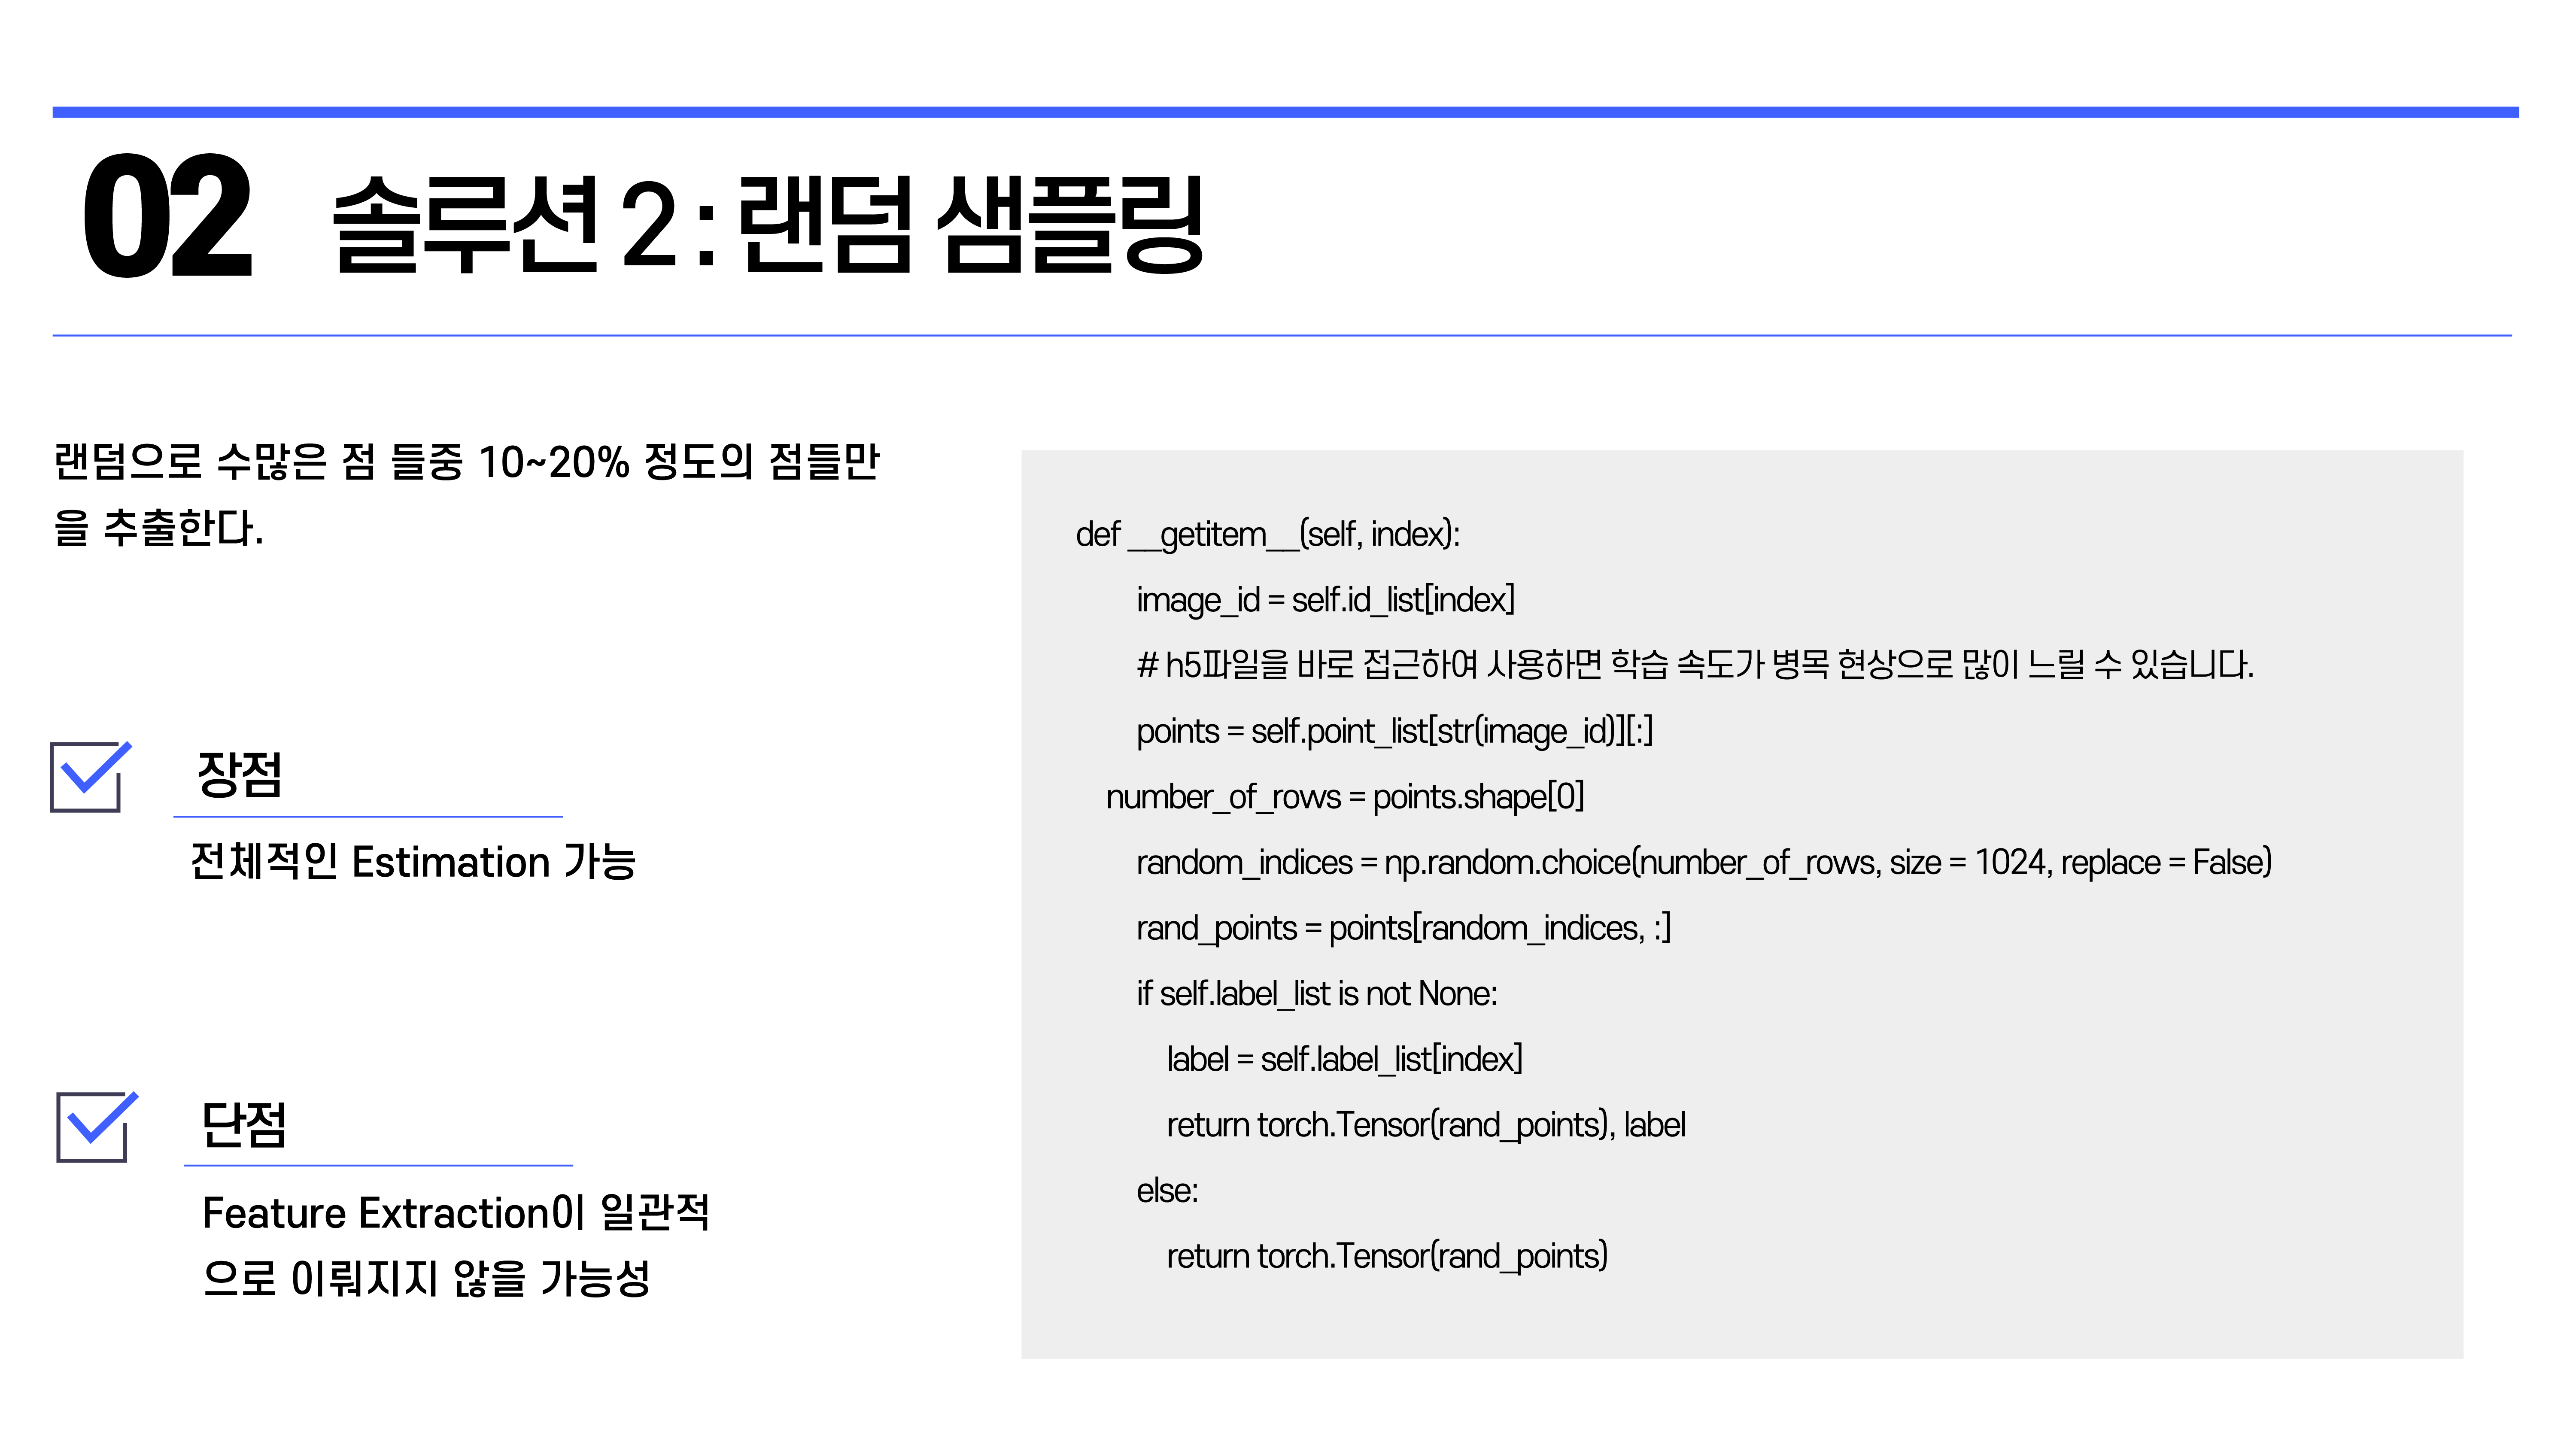 02 솔루션 2 : 랜덤 샘플링
랜덤으로 수많은 점 들중 10~20% 정도의 점들만
을 추출한다.
장점
전체적인 Estimation 가능
단점
Feature Extraction이 일관적
으로 이뤄지지 않을 가능성
def __getitem__(self, index):
image_id = self.id_list[index]
# h5파일을 바로 접근하여 사용하면 학습 속도가 병목 현상으로 많이 느릴 수 있습니다.
points = self.point_list[str(image_id)][:]
number_of_rows = points.shape[0]
random_indices = np.random.choice(number_of_rows, size = 1024, replace = False)
rand_points = points[random_indices, :]
if self.label_list is not None:
label = self.label_list[index]
return torch.Tensor(rand_points), label
else:
return torch.Tensor(rand_points)